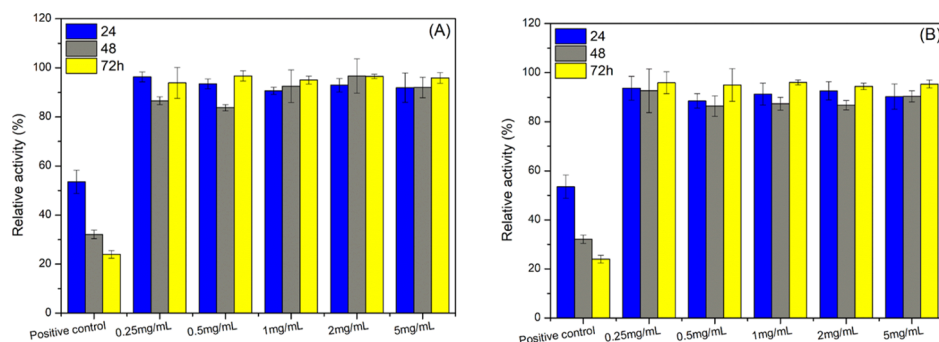 120
100
80
60
40
20
0
Relative activity (%)
24
48
72h
(A)
Positive control
0.25mg/mL
0.5mg/mL
1mg/mL
2mg/mL
5mg/mL
120
100
80
60
40
20
0
Relative activity (%)
24
48
72h
(B)
Positive control
0.25mg/mL
0.5mg/mL
1mg/mL
2mg/mL
5mg/mL